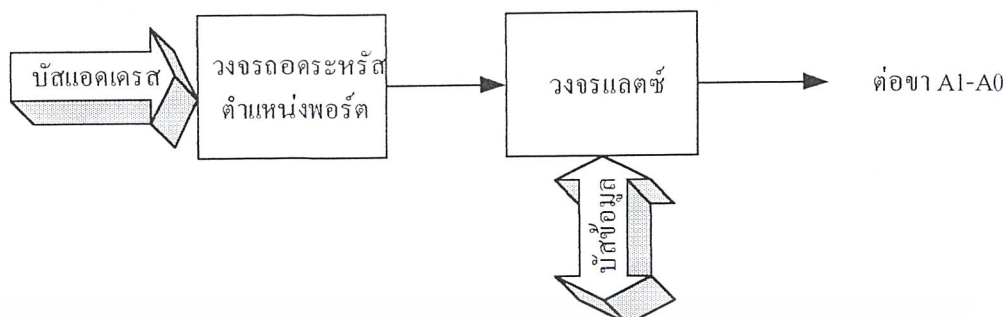 บัสแอดเดรส
วงจรถอดระหรัส
ตำแหน่งพอร์ต
วงจรแลตช์
ต่อขา A1-A0
บัสข้อมูล